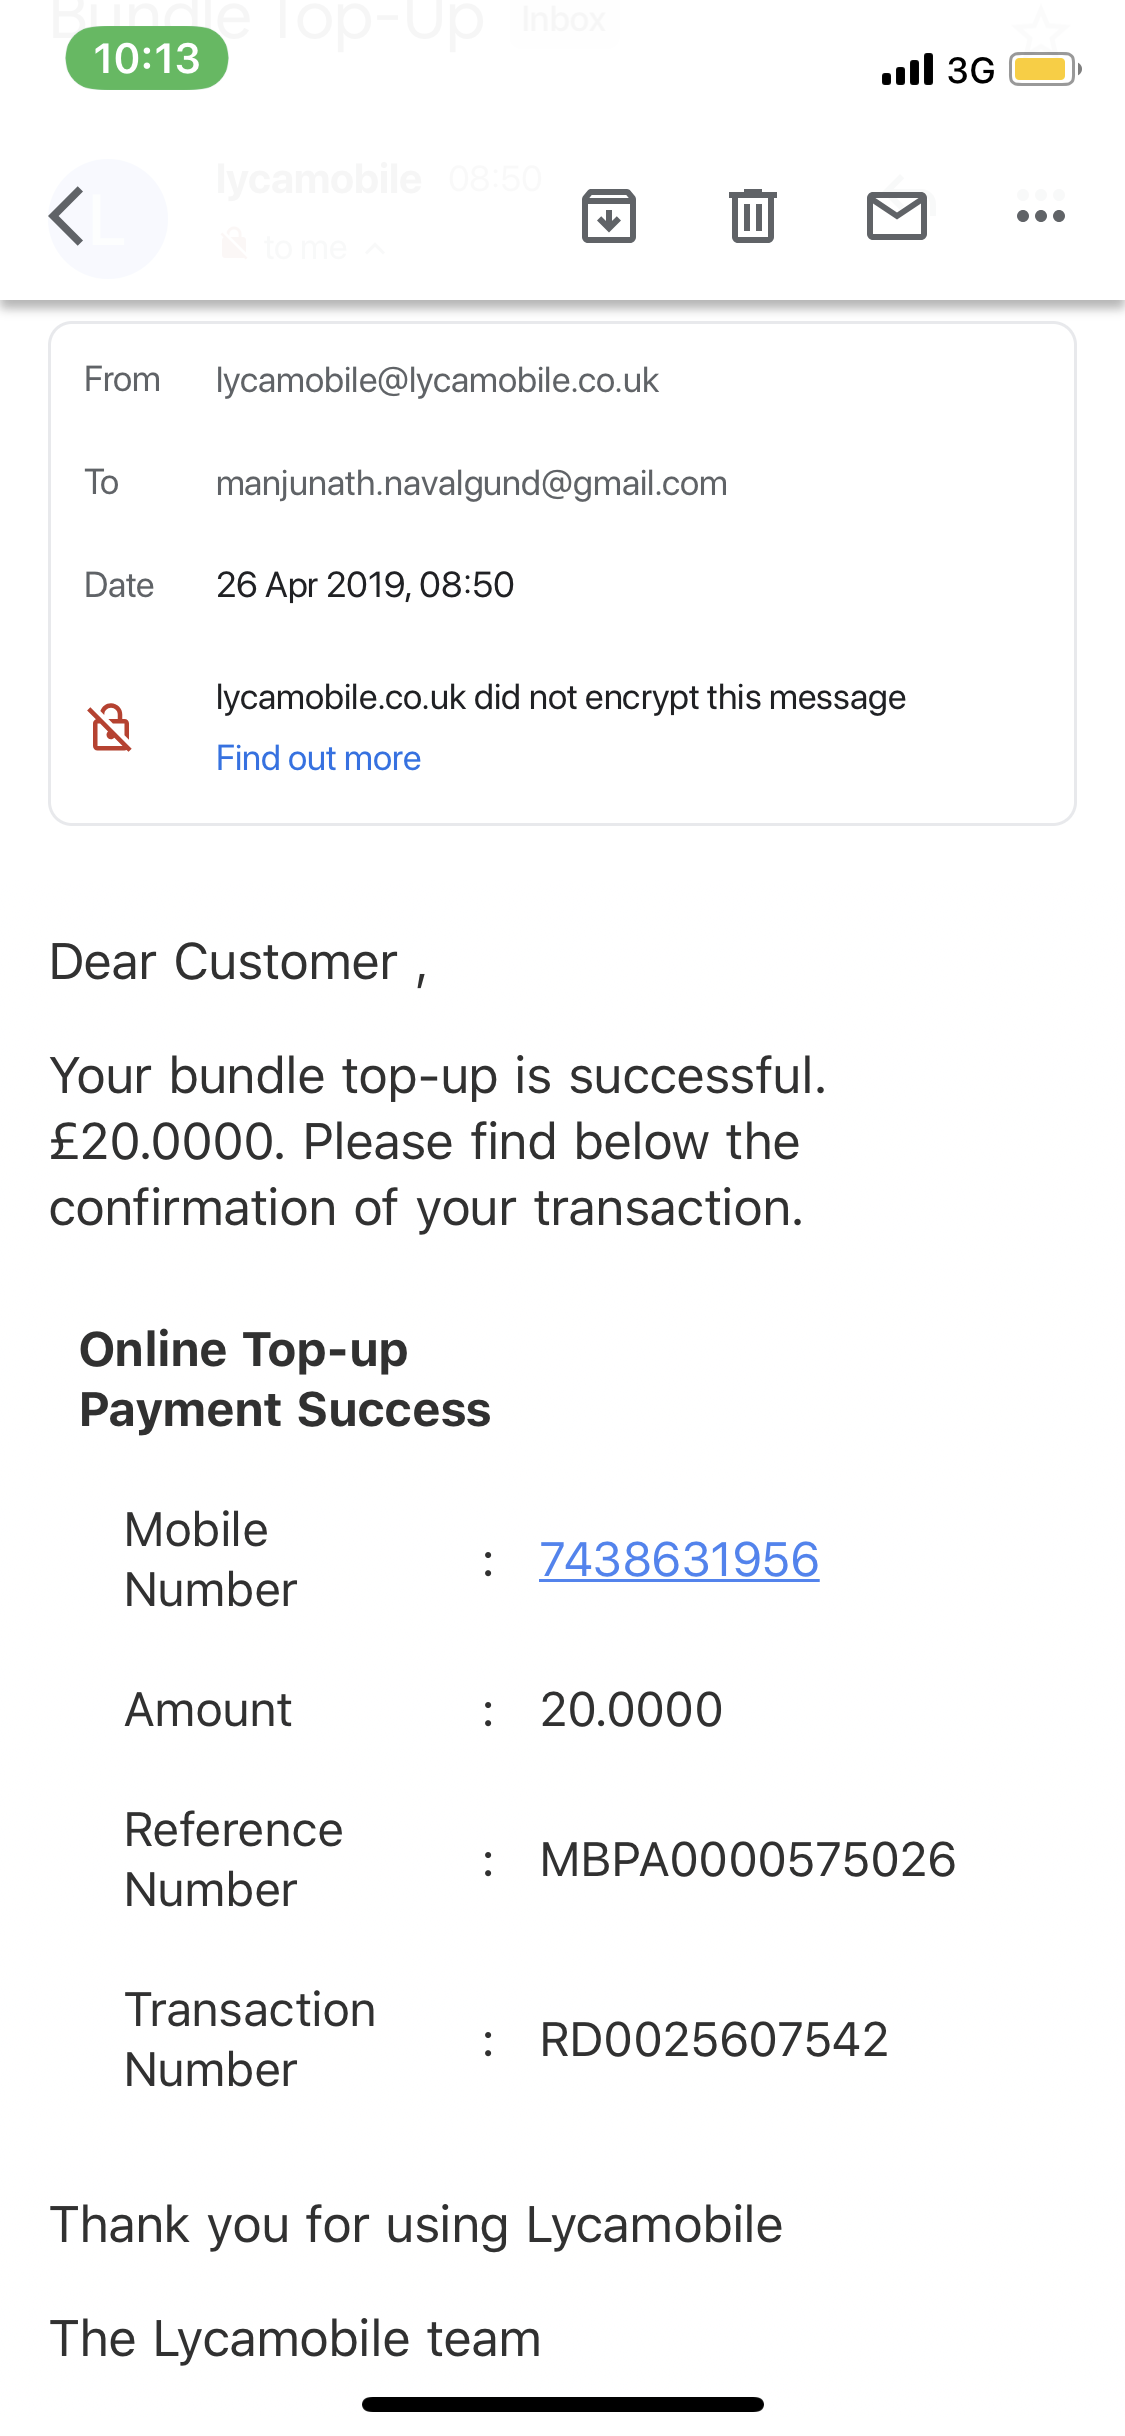 Bundle Top-Up Inbox
10:13
3G
lycamobile 08:50
L
to me
From lycamobile@lycamobile.co.uk
To manjunath.navalgund@gmail.com
Date 26 Apr 2019, 08:50
lycamobile.co.uk did not encrypt this message
Find out more
Dear Customer ,
Your bundle top-up is successful.
£20.0000. Please find below the
confirmation of your transaction.
Online Top-up
Payment Success
Mobile
Number : 7438631956
Amount : 20.0000
Reference
Number : MBPA0000575026
Transaction
Number : RD0025607542
Thank you for using Lycamobile
The Lycamobile team